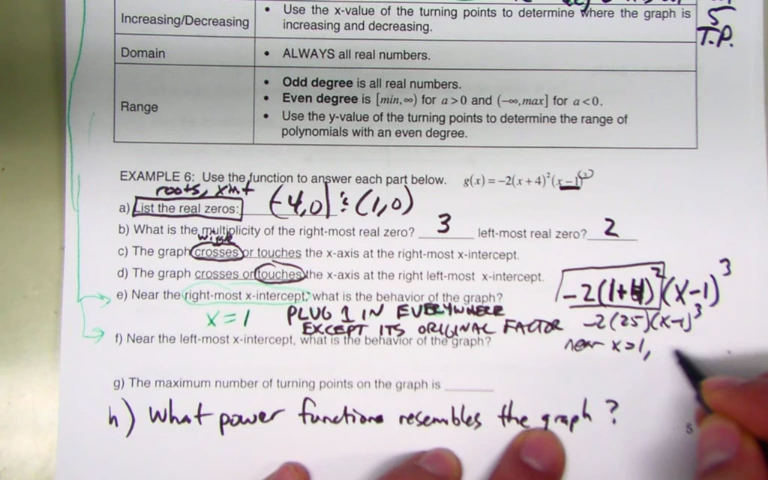 5
T.P.
Increasing/Decreasing
• Use the x-value of the turning points to determine where the graph is
increasing and decreasing.
Domain
• ALWAYS all real numbers.
Range
• Odd degree is all real numbers.
• Even degree is [min,∞) for a>0 and (−∞,max] for a<0.
• Use the y-value of the turning points to determine the range of
polynomials with an even degree.
EXAMPLE 6: Use the function to answer each part below. g(x)=−2(x+4)²(x−1)³
roots, x-int
a) List the real zeros: (-4,0) & (1,0)
b) What is the multiplicity of the right-most real zero? 3 left-most real zero? 2
c) The graph crosses or touches the x-axis at the right-most x-intercept.
d) The graph crosses or touches the x-axis at the right left-most x-intercept.
e) Near the right-most x-intercept, what is the behavior of the graph?
x=1 PLUG 1 IN EVERYWHERE
EXCEPT ITS ORIGINAL FACTOR
-2(1+4)²(x-1)³
-2(25)(x-1)³
near x=1,
f) Near the left-most x-intercept, what is the behavior of the graph?
g) The maximum number of turning points on the graph is
h) What power function resembles the graph?